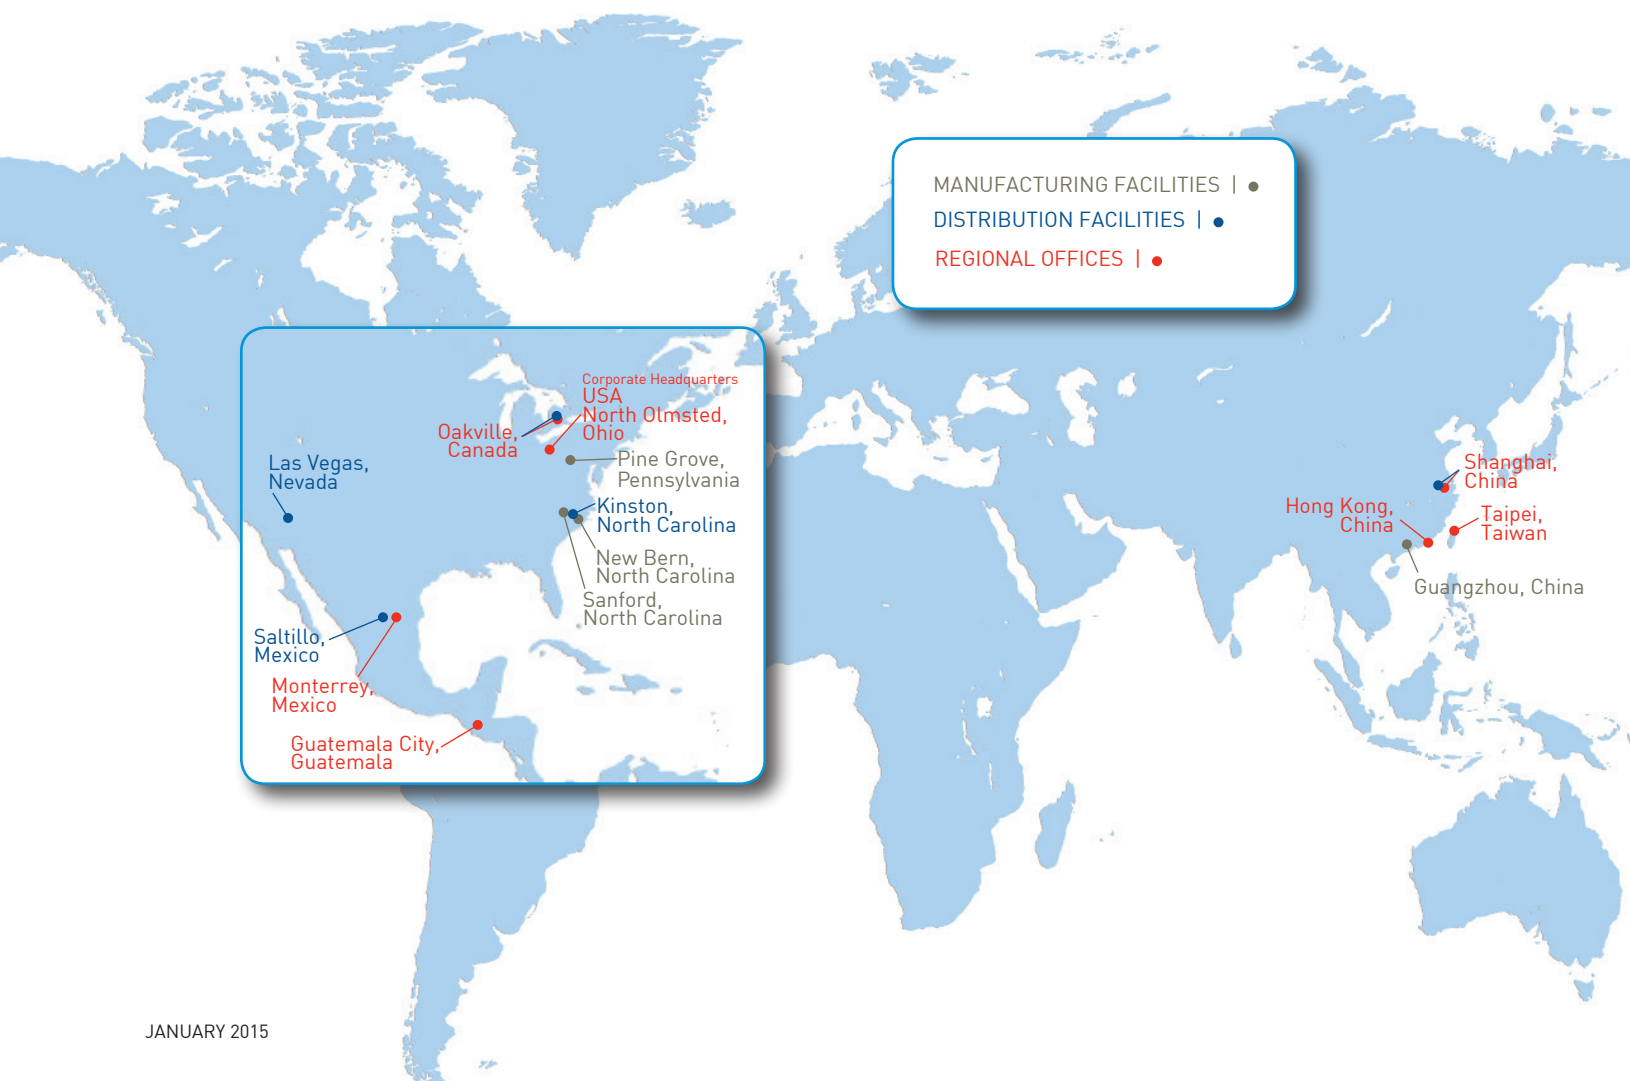 MANUFACTURING FACILITIES |
DISTRIBUTION FACILITIES |
REGIONAL OFFICES |
Corporate Headquarters
USA
North Olmsted,
Ohio
Oakville,
Canada
Pine Grove,
Pennsylvania
Las Vegas,
Nevada
Kinston,
North Carolina
New Bern,
North Carolina
Sanford,
North Carolina
Saltillo,
Mexico
Monterrey,
Mexico
Guatemala City,
Guatemala
Shanghai,
China
Hong Kong,
China
Taipei,
Taiwan
Guangzhou, China
JANUARY 2015